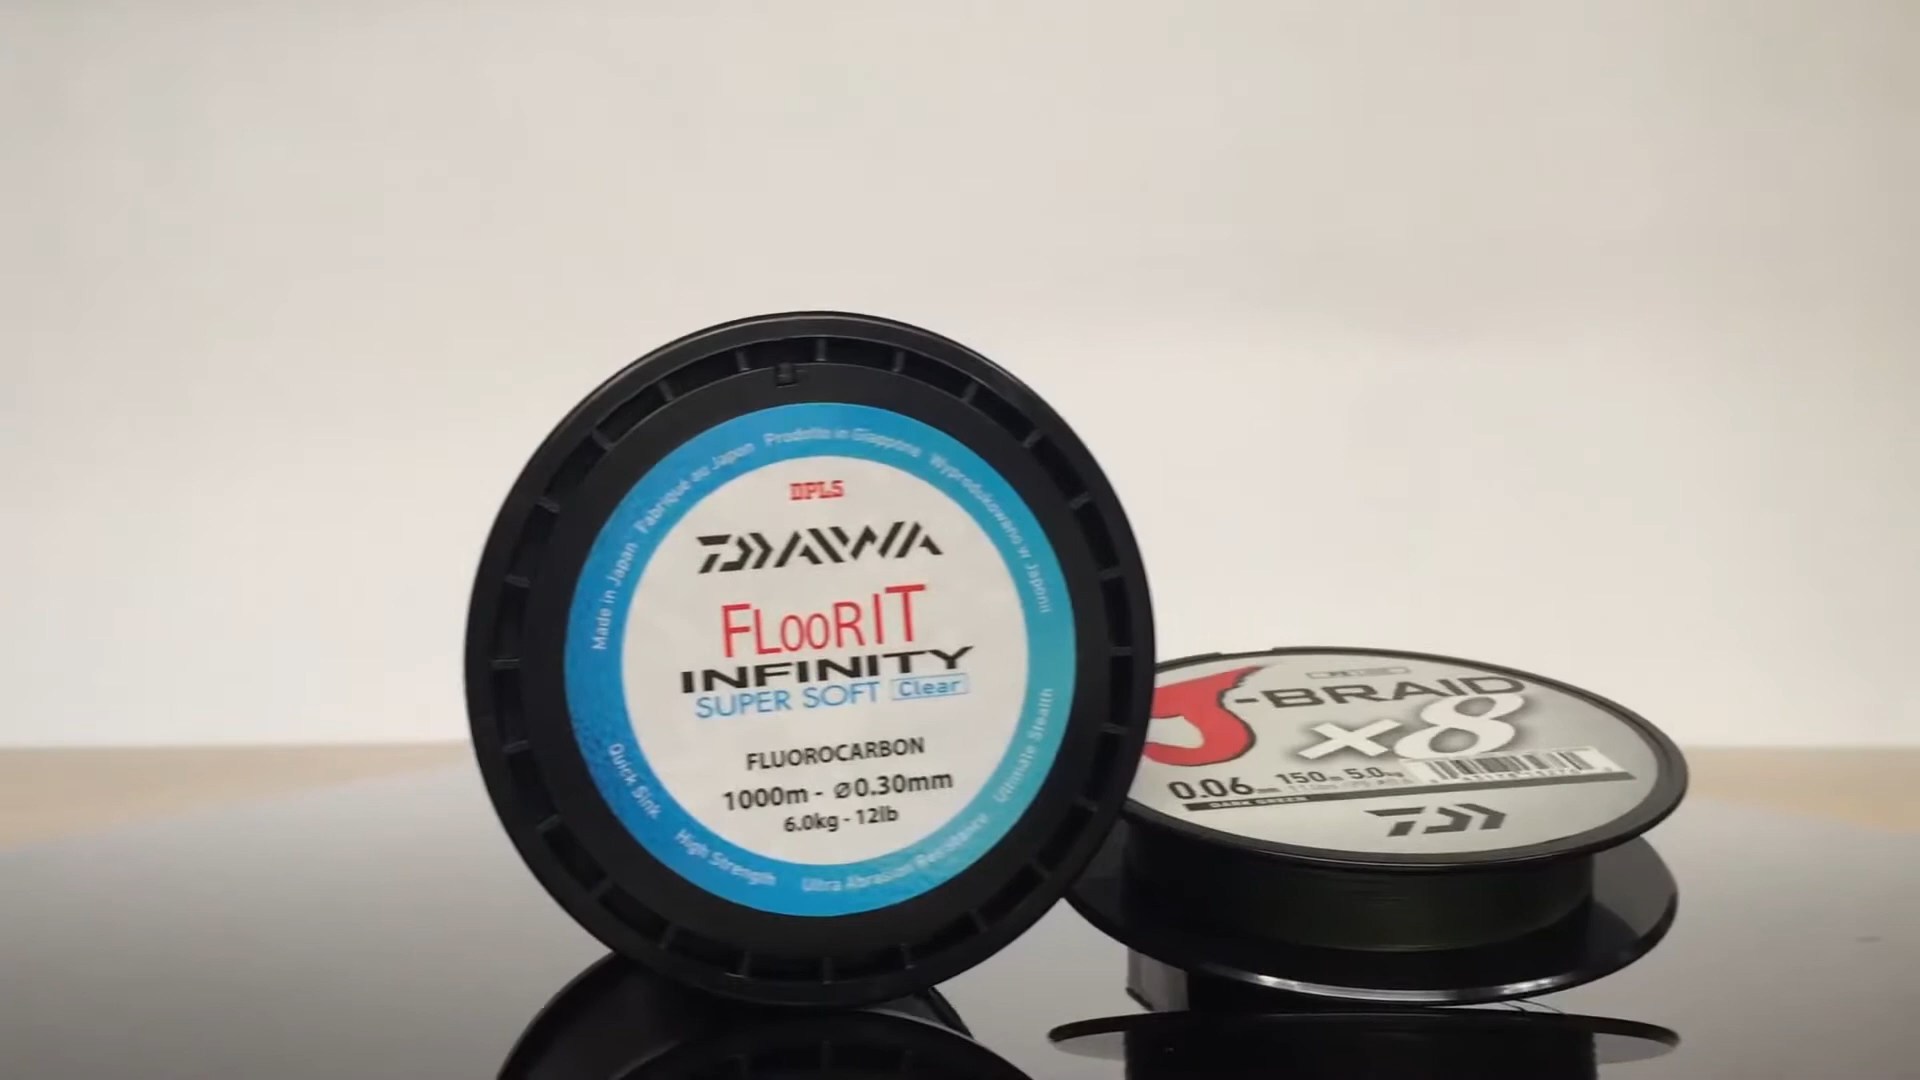 Made in Japan Fabriqué au Japon Prodotto in Giappone Wyprodukowano w Japonii
DPLS
DAIWA
FLOORIT
INFINITY
SUPER SOFT Clear
FLUOROCARBON
1000m - ⌀0.30mm
6.0kg - 12lb
Quick Sink High Strength Ultra Abrasion Resistance Ultimate Stealth
J-BRAID
x8
0.06mm 150m 5.0kg
DARK GREEN